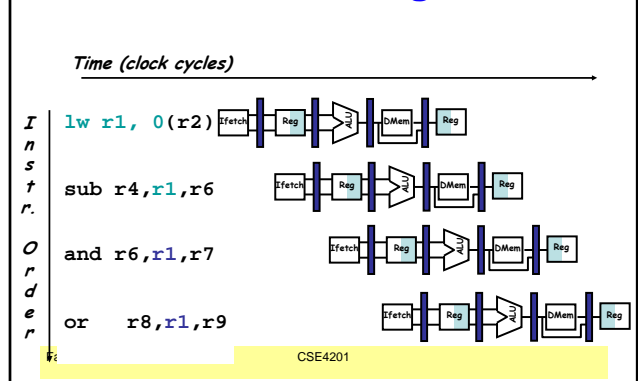 Time (clock cycles)
Instr. Order
lw r1, 0(r2) Ifetch Reg ALU DMem Reg
sub r4,r1,r6 Ifetch Reg ALU DMem Reg
and r6,r1,r7 Ifetch Reg ALU DMem Reg
or r8,r1,r9 Ifetch Reg ALU DMem Reg
CSE4201